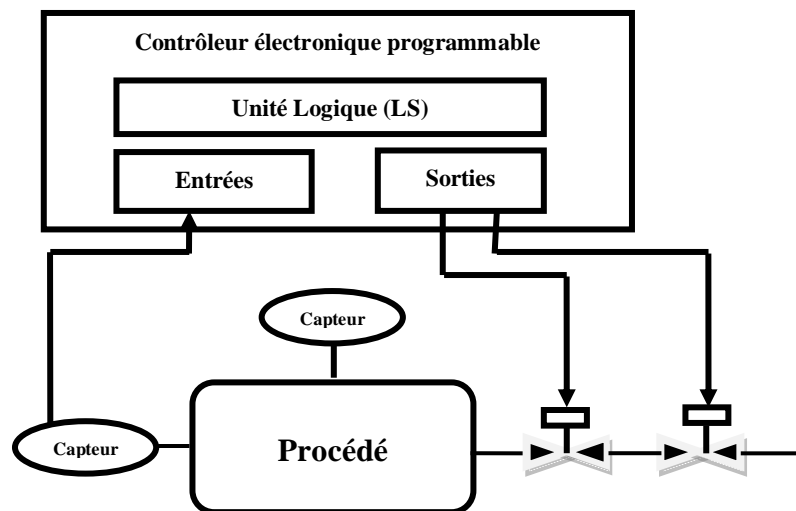 Contrôleur électronique programmable
Unité Logique (LS)
Entrées
Sorties
Capteur
Capteur
Procédé